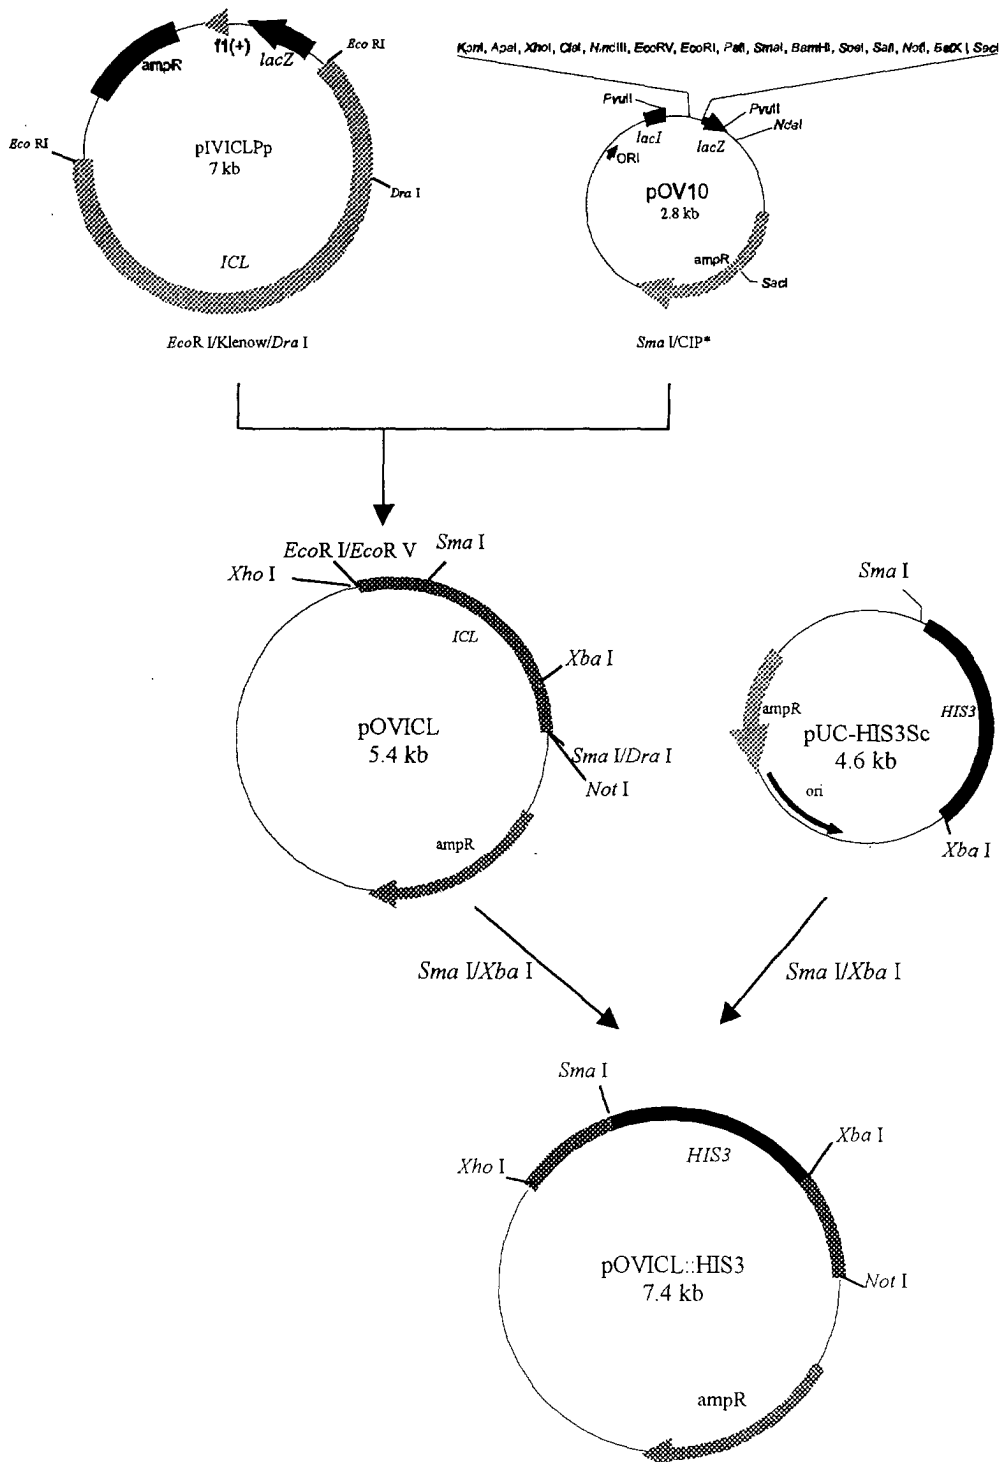 f1(+)
lacZ
Eco RI
ampR
Eco RI
pIVICLPp
7 kb
Dra I
ICL
EcoR I/Klenow/Dra I
KpnI, ApaI, XhoI, ClaI, HindIII, EcoRV, EcoRI, PstI, SmaI, BamHI, SpeI, SalI, NotI, BstXI, SacI
PvuII
PvuII
NdaI
lacI
lacZ
ORI
pOV10
2.8 kb
ampR
SacI
Sma I/CIP*
EcoR I/EcoR V
Sma I
Xho I
ICL
Xba I
pOVICL
5.4 kb
Sma I/Dra I
Not I
ampR
Sma I
ampR
HIS3
pUC-HIS3Sc
4.6 kb
ori
Xba I
Sma I/Xba I
Sma I/Xba I
Sma I
Xba I
HIS3
Xho I
pOVICL::HIS3
7.4 kb
Not I
ampR